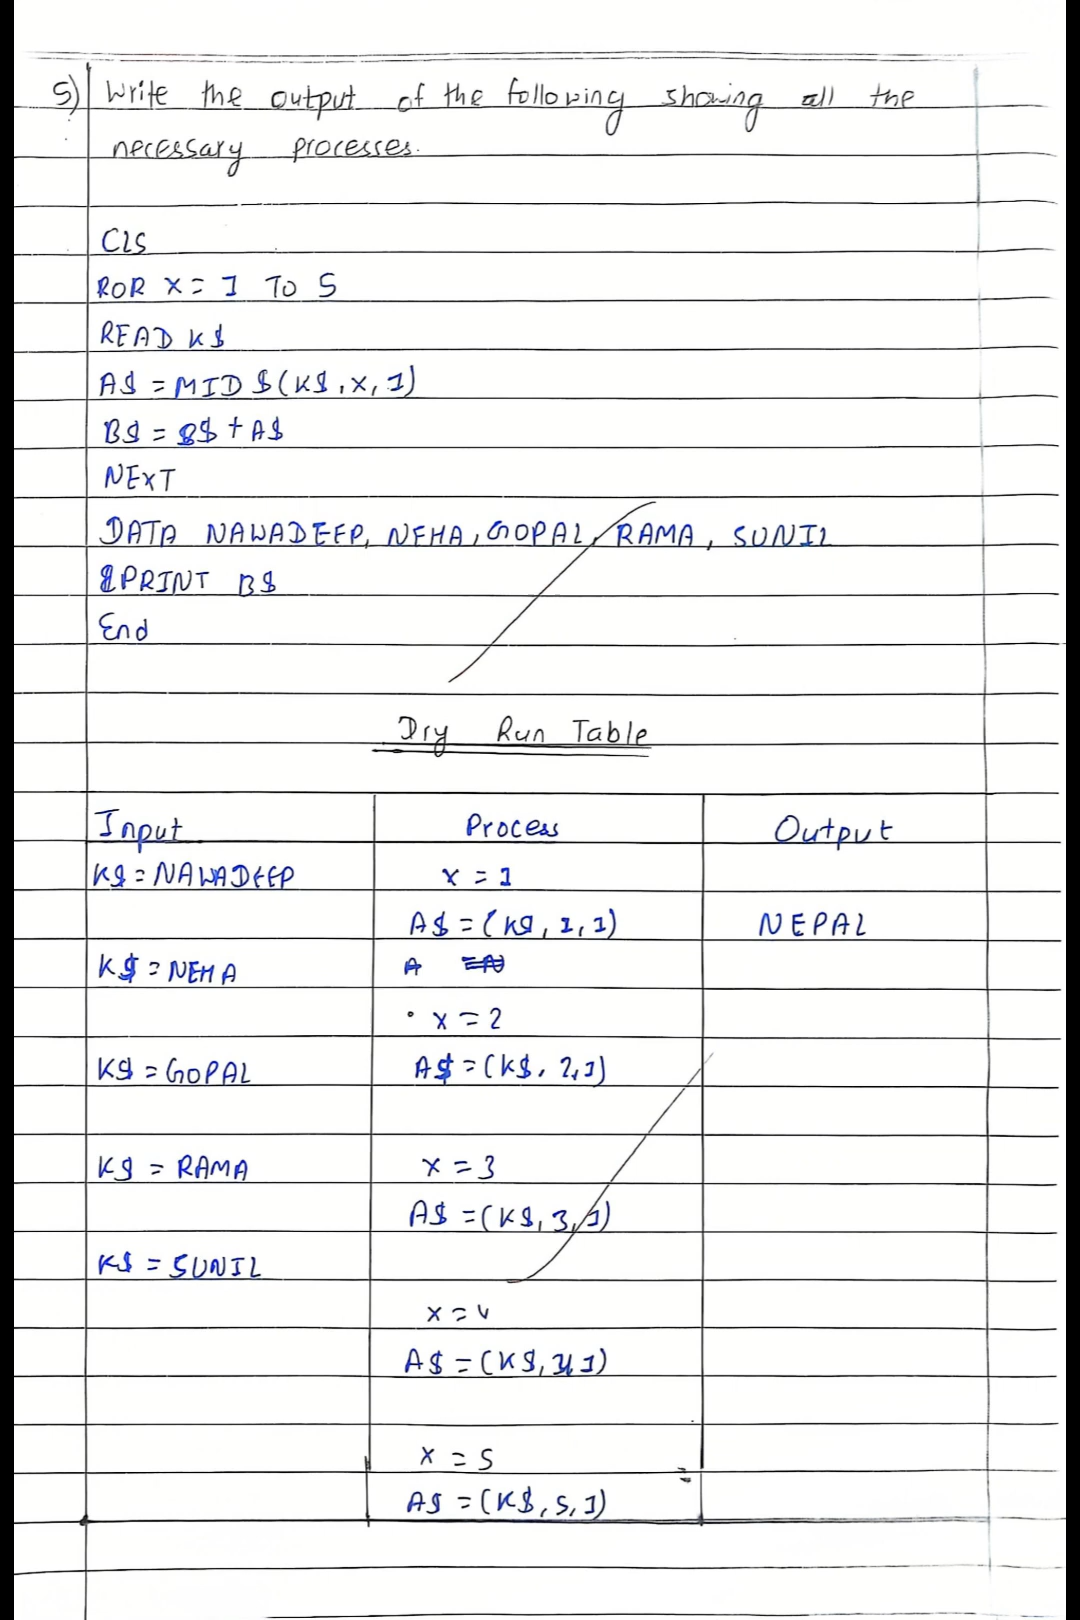 5) Write the output of the following showing all the
necessary processes.
CLS
ROR X = 1 TO 5
READ K$
A$ = MID $(K$, X, 1)
B$ = B$ + A$
NEXT
DATA NAWADEEP, NEHA, GOPAL, RAMA, SUNIL
PRINT B$
End
Dry Run Table
Input Process Output
K$ = NAWADEEP X = 1
A$ = (K$, 1, 1) NEPAL
K$ = NEHA A
X = 2
K$ = GOPAL A$ = (K$, 2, 1)
K$ = RAMA X = 3
A$ = (K$, 3, 1)
K$ = SUNIL
X = 4
A$ = (K$, 4, 1)
X = 5
A$ = (K$, 5, 1)